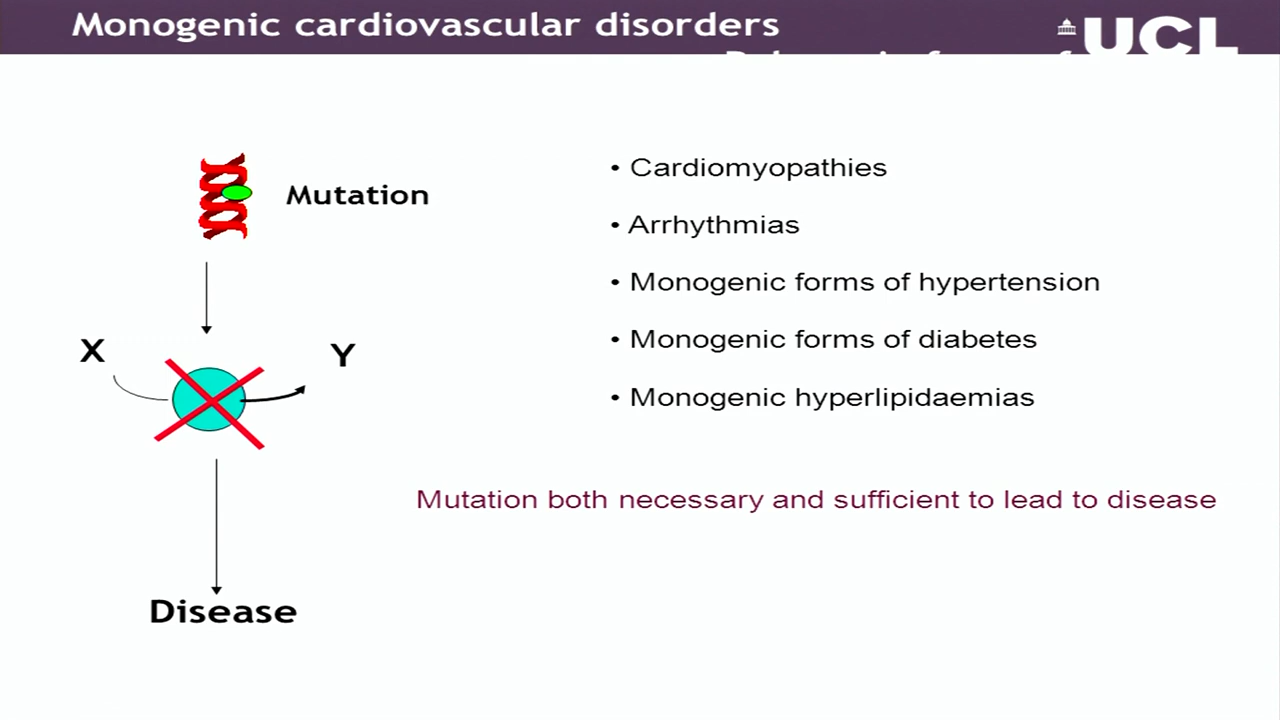 Monogenic cardiovascular disorders
UCL
Mutation
X
Y
Disease
• Cardiomyopathies
• Arrhythmias
• Monogenic forms of hypertension
• Monogenic forms of diabetes
• Monogenic hyperlipidaemias
Mutation both necessary and sufficient to lead to disease